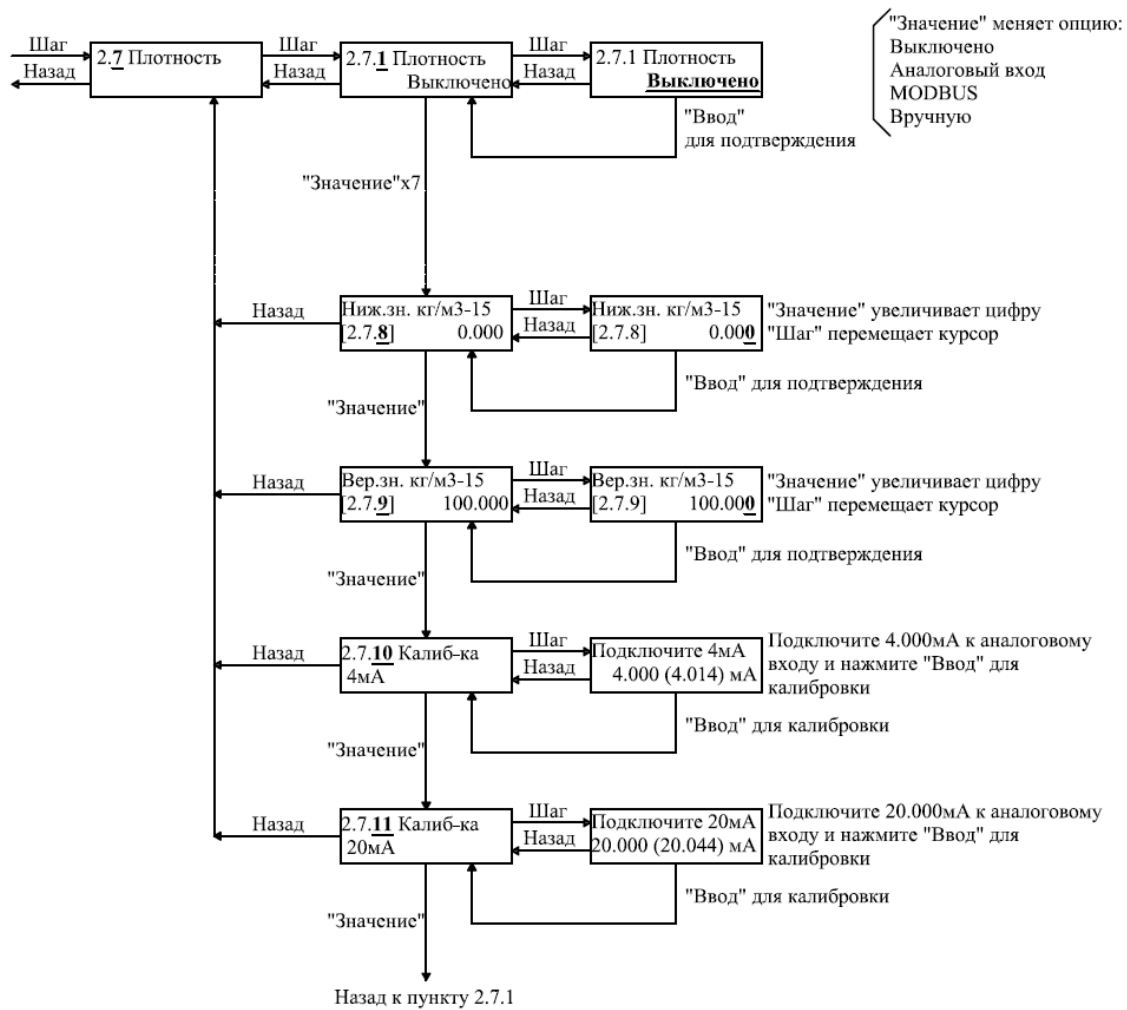 Шаг
Назад
2.7 Плотность
Шаг
Назад
2.7.1 Плотность
Выключено
Шаг
Назад
2.7.1 Плотность
Выключено
"Значение" меняет опцию:
Выключено
Аналоговый вход
MODBUS
Вручную
"Ввод"
для подтверждения
"Значение"x7
Назад
Ниж.зн. кг/м3-15
[2.7.8] 0.000
Шаг
Назад
Ниж.зн. кг/м3-15
[2.7.8] 0.000
"Значение" увеличивает цифру
"Шаг" перемещает курсор
"Ввод" для подтверждения
"Значение"
Назад
Вер.зн. кг/м3-15
[2.7.9] 100.000
Шаг
Назад
Вер.зн. кг/м3-15
[2.7.9] 100.000
"Значение" увеличивает цифру
"Шаг" перемещает курсор
"Ввод" для подтверждения
"Значение"
Назад
2.7.10 Калиб-ка
4мА
Шаг
Назад
Подключите 4мА
4.000 (4.014) мА
Подключите 4.000мА к аналоговому
входу и нажмите "Ввод" для
калибровки
"Ввод" для калибровки
"Значение"
Назад
2.7.11 Калиб-ка
20мА
Шаг
Назад
Подключите 20мА
20.000 (20.044) мА
Подключите 20.000мА к аналоговому
входу и нажмите "Ввод" для
калибровки
"Ввод" для калибровки
"Значение"
Назад к пункту 2.7.1